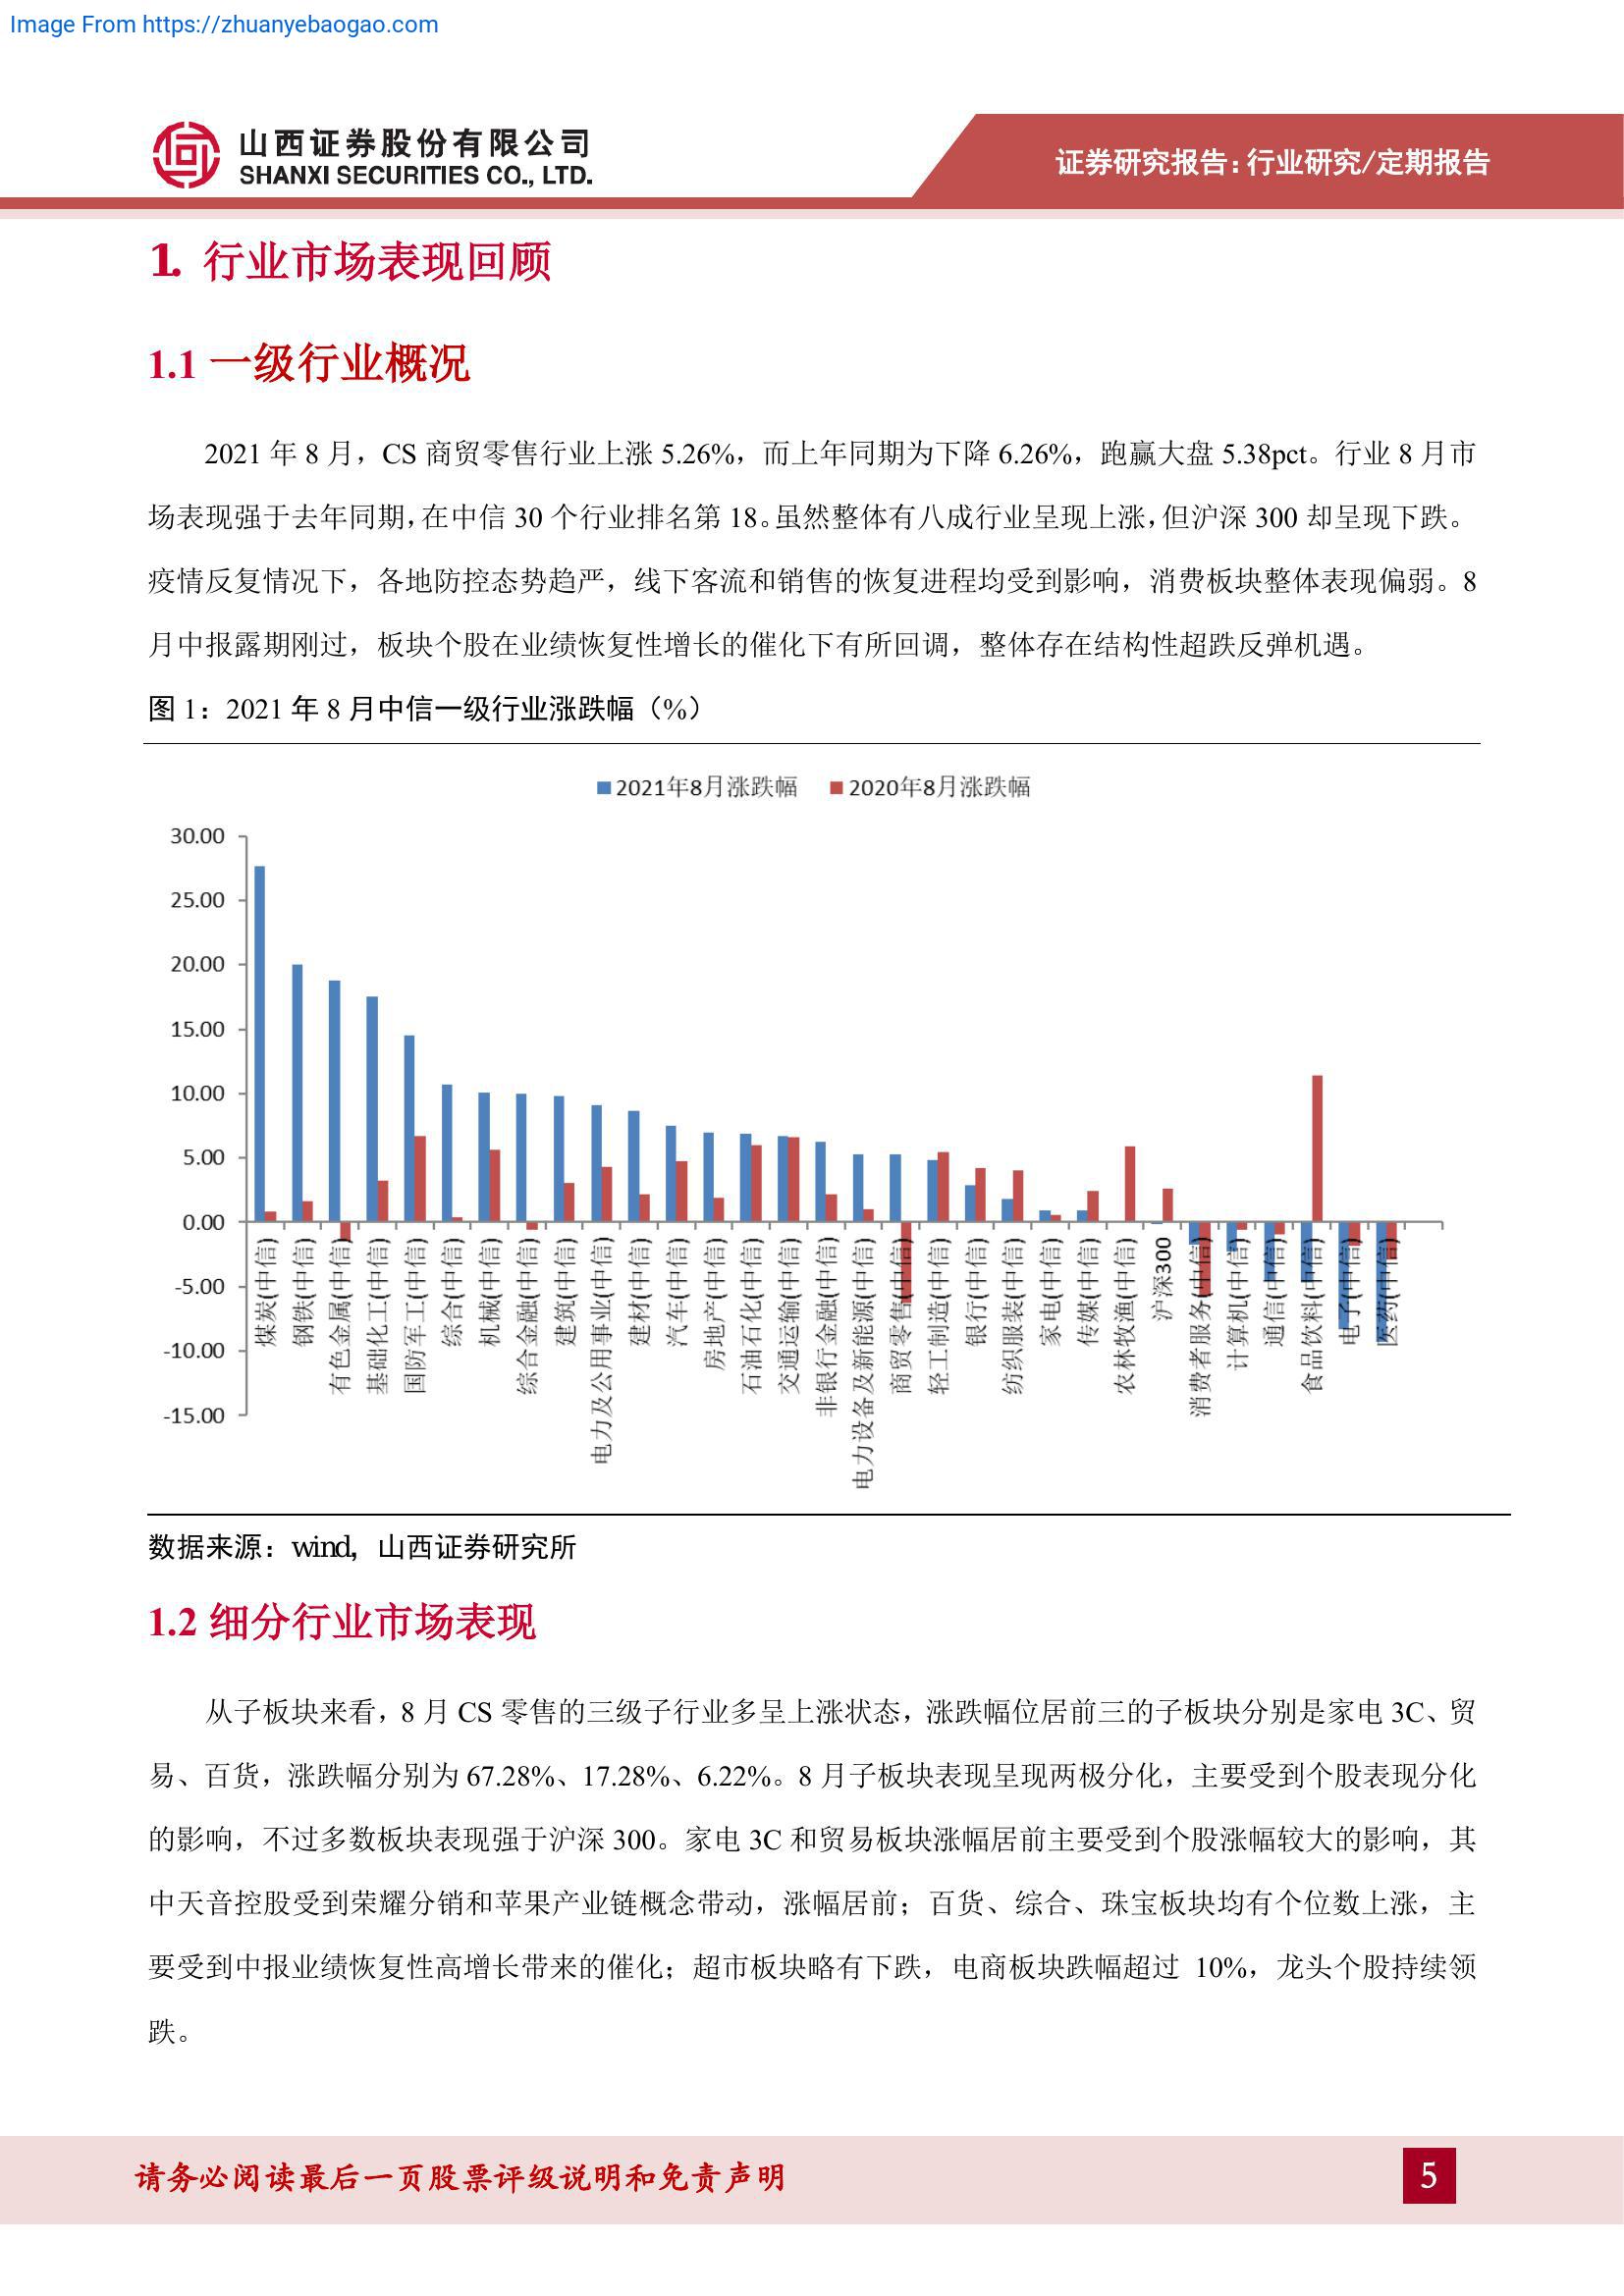 Image From https://zhuanyebaogao.com
山西证券股份有限公司
SHANXI SECURITIES CO., LTD.
证券研究报告:行业研究/定期报告
1. 行业市场表现回顾
1.1 一级行业概况
2021 年 8 月，CS 商贸零售行业上涨 5.26%，而上年同期为下降 6.26%，跑赢大盘 5.38pct。行业 8 月市
场表现强于去年同期，在中信 30 个行业排名第 18。虽然整体有八成行业呈现上涨，但沪深 300 却呈现下跌。
疫情反复情况下，各地防控态势趋严，线下客流和销售的恢复进程均受到影响，消费板块整体表现偏弱。8
月中报露期刚过，板块个股在业绩恢复性增长的催化下有所回调，整体存在结构性超跌反弹机遇。
图 1：2021 年 8 月中信一级行业涨跌幅（%）
2021年8月涨跌幅 2020年8月涨跌幅
30.00
25.00
20.00
15.00
10.00
5.00
0.00
-5.00
-10.00
-15.00
煤炭(中信)
钢铁(中信)
有色金属(中信)
基础化工(中信)
国防军工(中信)
综合(中信)
机械(中信)
综合金融(中信)
建筑(中信)
电力及公用事业(中信)
建材(中信)
汽车(中信)
房地产(中信)
石油石化(中信)
交通运输(中信)
非银行金融(中信)
电力设备及新能源(中信)
商贸零售(中信)
轻工制造(中信)
银行(中信)
纺织服装(中信)
家电(中信)
传媒(中信)
农林牧渔(中信)
沪深300
消费者服务(中信)
计算机(中信)
通信(中信)
食品饮料(中信)
电子(中信)
医药(中信)
数据来源：wind，山西证券研究所
1.2 细分行业市场表现
从子板块来看，8 月 CS 零售的三级子行业多呈上涨状态，涨跌幅位居前三的子板块分别是家电 3C、贸
易、百货，涨跌幅分别为 67.28%、17.28%、6.22%。8 月子板块表现呈现两极分化，主要受到个股表现分化
的影响，不过多数板块表现强于沪深 300。家电 3C 和贸易板块涨幅居前主要受到个股涨幅较大的影响，其
中天音控股受到荣耀分销和苹果产业链概念带动，涨幅居前；百货、综合、珠宝板块均有个位数上涨，主
要受到中报业绩恢复性高增长带来的催化；超市板块略有下跌，电商板块跌幅超过 10%，龙头个股持续领
跌。
请务必阅读最后一页股票评级说明和免责声明
5